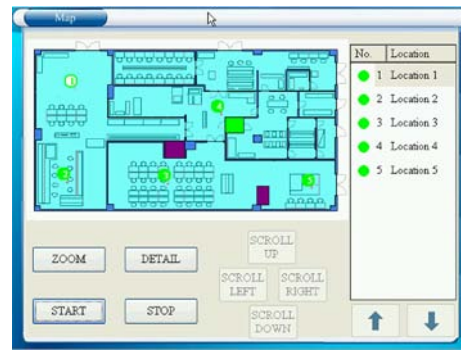 Map
No. Location
1 Location 1
2 Location 2
3 Location 3
4 Location 4
5 Location 5
1
4
2
3
5
ZOOM
DETAIL
SCROLL
UP
SCROLL
LEFT
SCROLL
RIGHT
START
STOP
SCROLL
DOWN